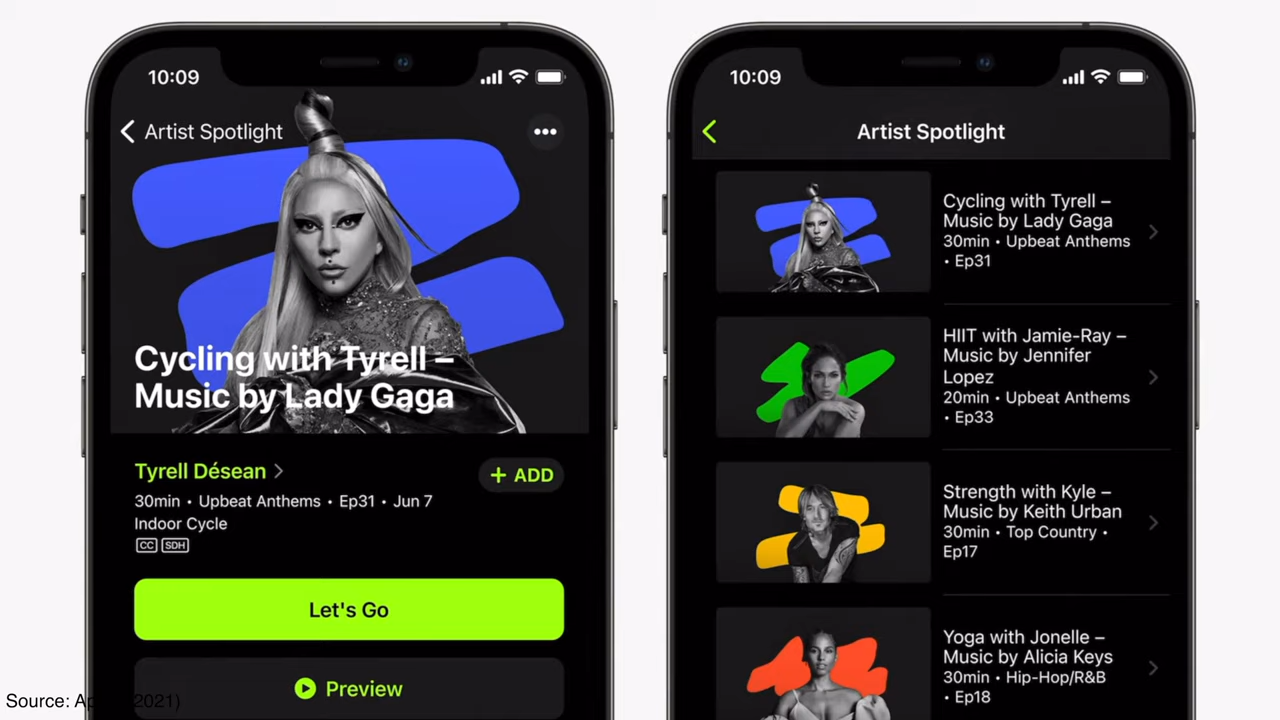 10:09
Artist Spotlight
Cycling with Tyrell –
Music by Lady Gaga
Tyrell Désean
+ ADD
30min • Upbeat Anthems • Ep31 • Jun 7
Indoor Cycle
CC SDH
Let's Go
Preview
Source: Ap 2021)
10:09
Artist Spotlight
Cycling with Tyrell –
Music by Lady Gaga
30min • Upbeat Anthems
• Ep31
HIIT with Jamie-Ray –
Music by Jennifer
Lopez
20min • Upbeat Anthems
• Ep33
Strength with Kyle –
Music by Keith Urban
30min • Top Country •
Ep17
Yoga with Jonelle –
Music by Alicia Keys
30min • Hip-Hop/R&B
• Ep18